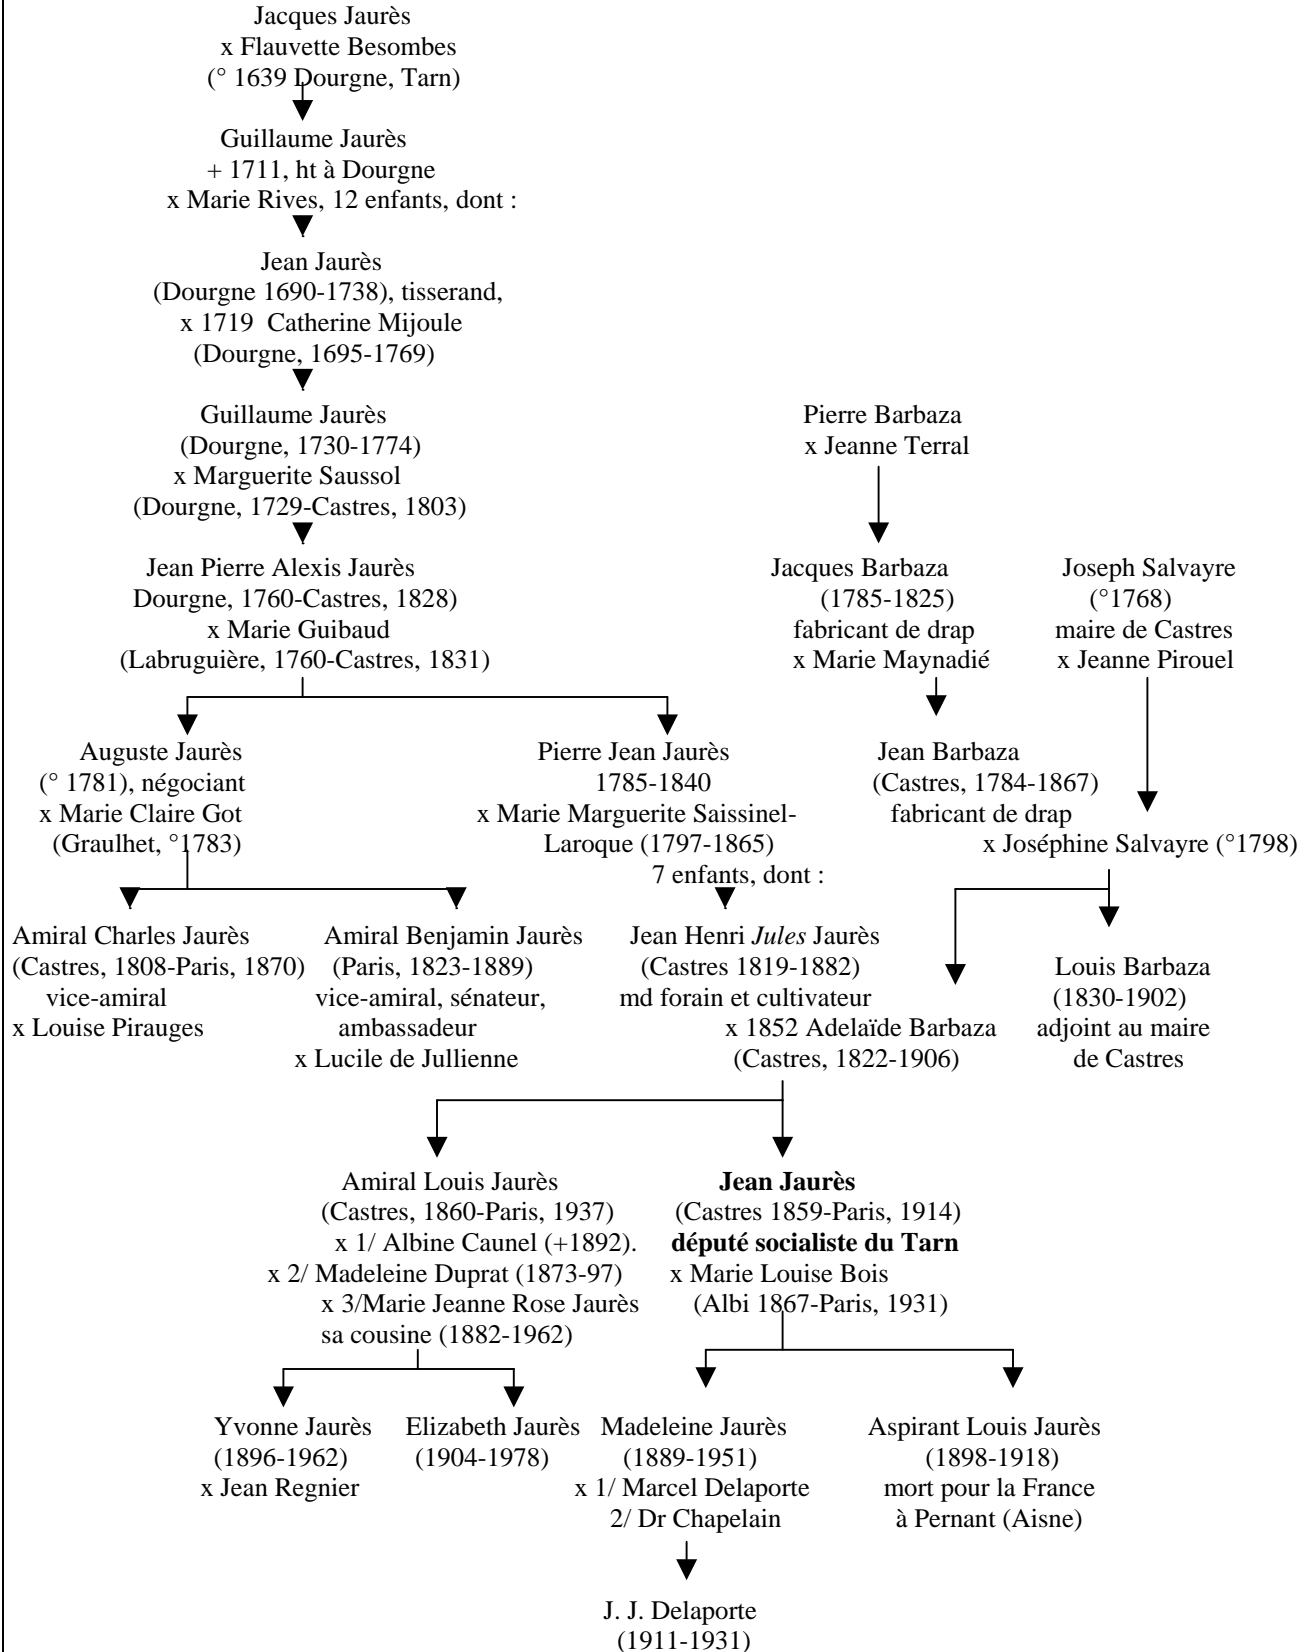 Jacques Jaurès
x Flauvette Besombes
(° 1639 Dourgne, Tarn)
Guillaume Jaurès
+ 1711, ht à Dourgne
x Marie Rives, 12 enfants, dont :
Jean Jaurès
(Dourgne 1690-1738), tisserand,
x 1719 Catherine Mijoule
(Dourgne, 1695-1769)
Guillaume Jaurès
(Dourgne, 1730-1774)
x Marguerite Saussol
(Dourgne, 1729-Castres, 1803)
Pierre Barbaza
x Jeanne Terral
Jean Pierre Alexis Jaurès
Dourgne, 1760-Castres, 1828)
x Marie Guibaud
(Labruguière, 1760-Castres, 1831)
Jacques Barbaza
(1785-1825)
fabricant de drap
x Marie Maynadié
Joseph Salvayre
(°1768)
maire de Castres
x Jeanne Pirouel
Auguste Jaurès
(° 1781), négociant
x Marie Claire Got
(Graulhet, °1783)
Pierre Jean Jaurès
1785-1840
x Marie Marguerite Saissinel-
Laroque (1797-1865)
7 enfants, dont :
Jean Barbaza
(Castres, 1784-1867)
fabricant de drap
x Joséphine Salvayre (°1798)
Amiral Charles Jaurès
(Castres, 1808-Paris, 1870)
vice-amiral
x Louise Pirauges
Amiral Benjamin Jaurès
(Paris, 1823-1889)
vice-amiral, sénateur,
ambassadeur
x Lucile de Jullienne
Jean Henri Jules Jaurès
(Castres 1819-1882)
md forain et cultivateur
x 1852 Adelaïde Barbaza
(Castres, 1822-1906)
Louis Barbaza
(1830-1902)
adjoint au maire
de Castres
Amiral Louis Jaurès
(Castres, 1860-Paris, 1937)
x 1/ Albine Caunel (+1892).
x 2/ Madeleine Duprat (1873-97)
x 3/Marie Jeanne Rose Jaurès
sa cousine (1882-1962)
Jean Jaurès
(Castres 1859-Paris, 1914)
député socialiste du Tarn
x Marie Louise Bois
(Albi 1867-Paris, 1931)
Yvonne Jaurès
(1896-1962)
x Jean Regnier
Elizabeth Jaurès
(1904-1978)
Madeleine Jaurès
(1889-1951)
x 1/ Marcel Delaporte
2/ Dr Chapelain
Aspirant Louis Jaurès
(1898-1918)
mort pour la France
à Pernant (Aisne)
J. J. Delaporte
(1911-1931)